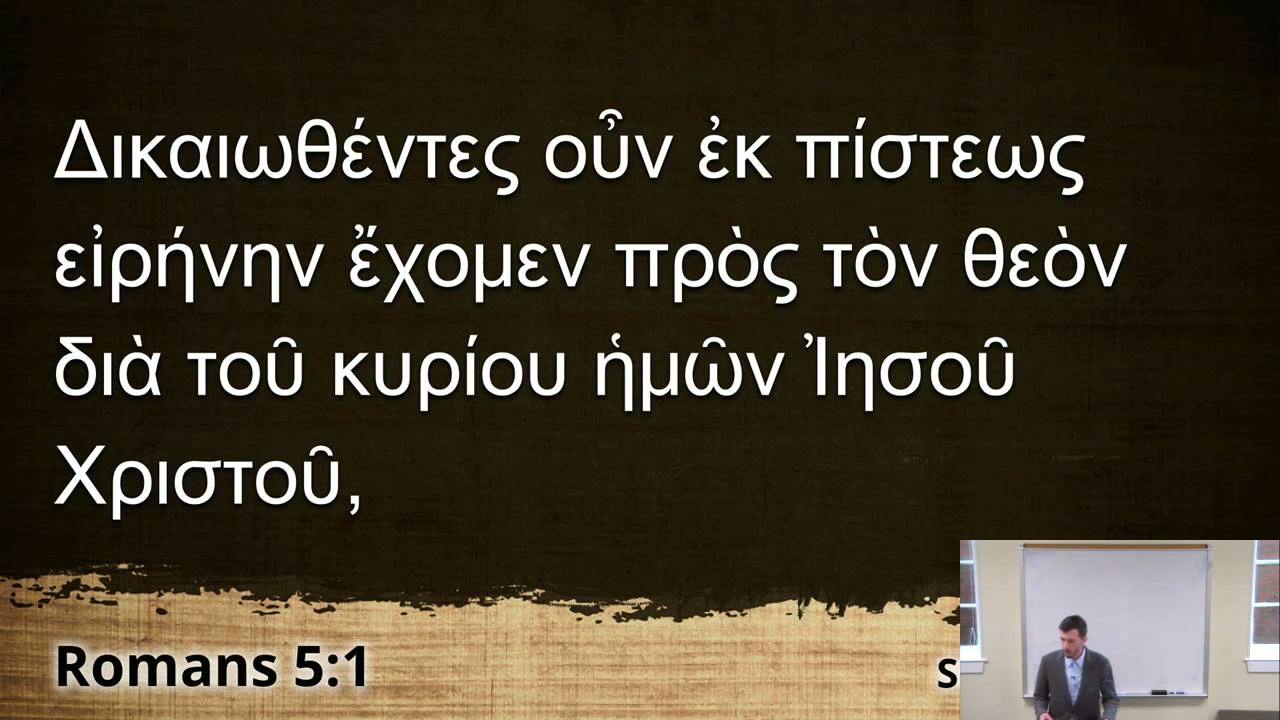 Δικαιωθέντες οὖν ἐκ πίστεως
εἰρήνην ἔχομεν πρὸς τὸν θεὸν
διὰ τοῦ κυρίου ἡμῶν Ἰησοῦ
Χριστοῦ,
Romans 5:1